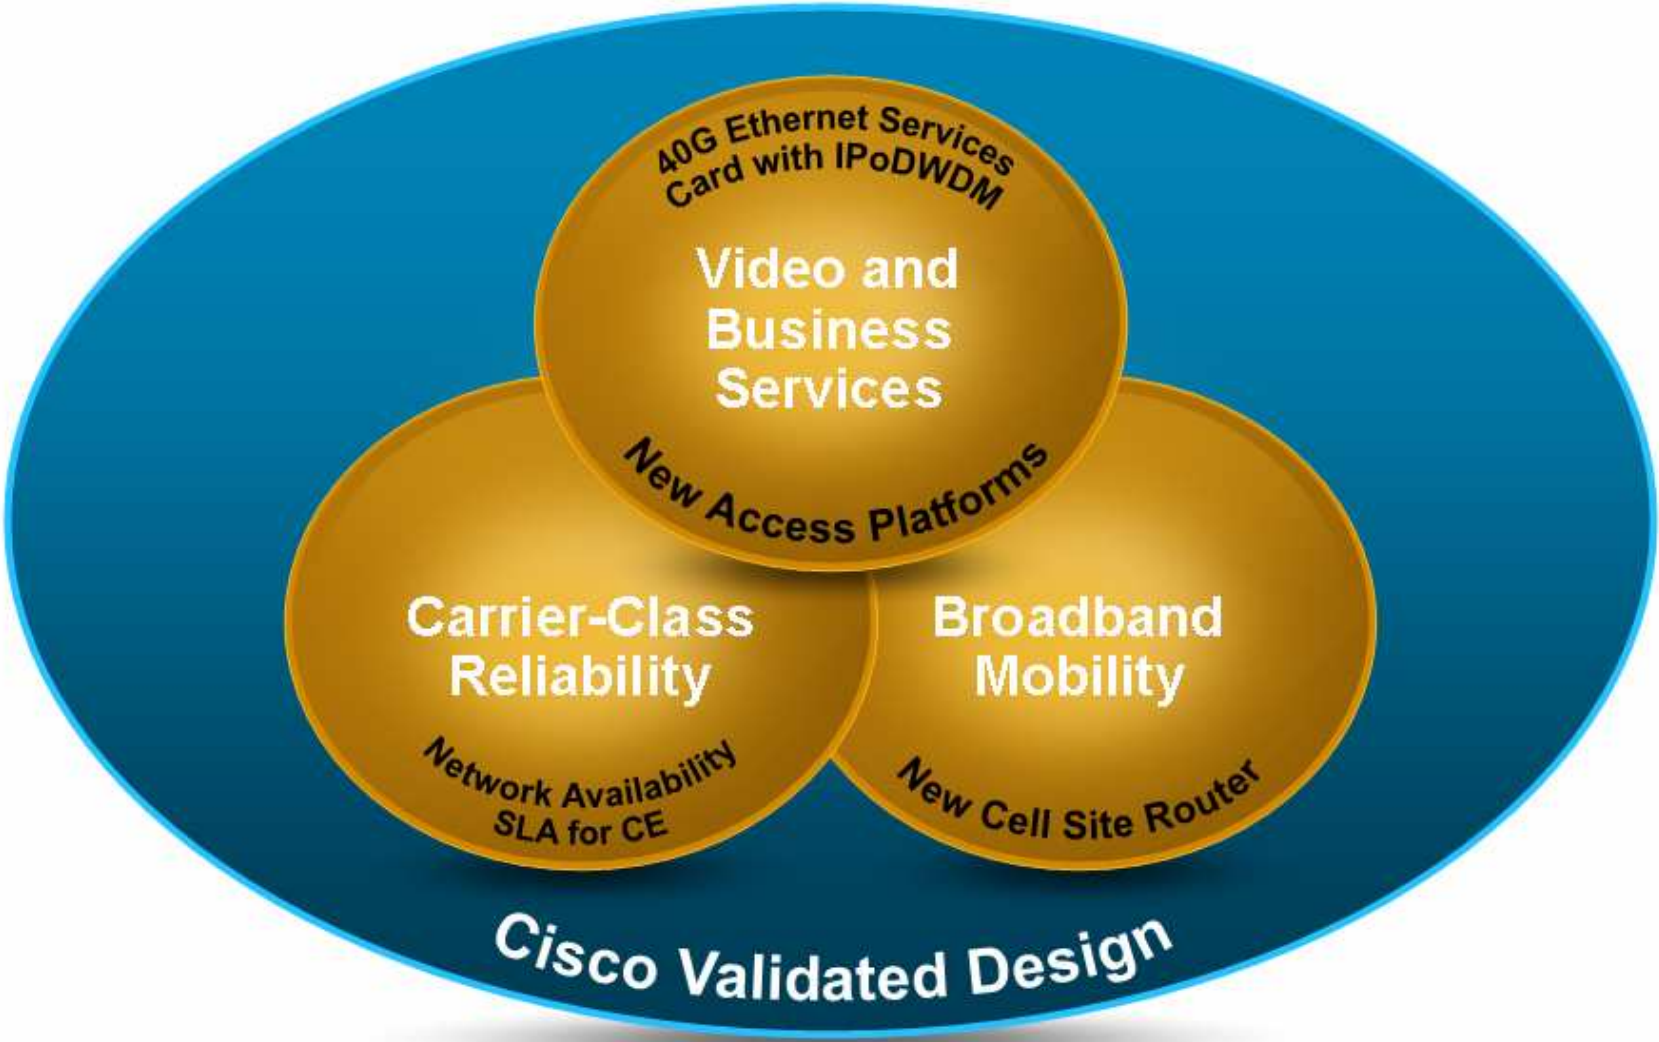 40G Ethernet Services
Card with IPoDWDM
Video and
Business
Services
New Access Platforms
Carrier-Class
Reliability
Network Availability
SLA for CE
Broadband
Mobility
New Cell Site Router
Cisco Validated Design